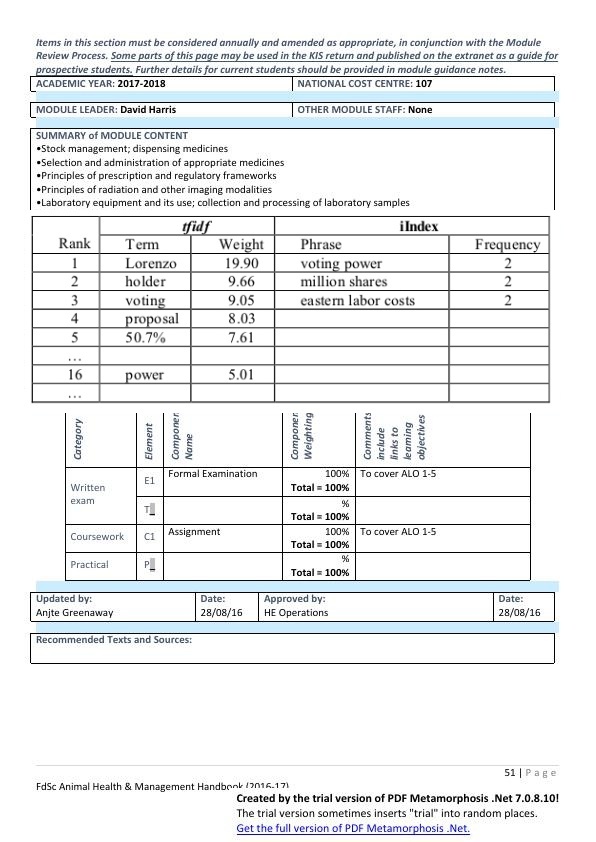 Items in this section must be considered annually and amended as appropriate, in conjunction with the Module
Review Process. Some parts of this page may be used in the KIS return and published on the extranet as a guide for
prospective students. Further details for current students should be provided in module guidance notes.
ACADEMIC YEAR: 2017-2018 NATIONAL COST CENTRE: 107
MODULE LEADER: David Harris OTHER MODULE STAFF: None
SUMMARY of MODULE CONTENT
•Stock management; dispensing medicines
•Selection and administration of appropriate medicines
•Principles of prescription and regulatory frameworks
•Principles of radiation and other imaging modalities
•Laboratory equipment and its use; collection and processing of laboratory samples
tfidf iIndex
Rank Term Weight Phrase Frequency
1 Lorenzo 19.90 voting power 2
2 holder 9.66 million shares 2
3 voting 9.05 eastern labor costs 2
4 proposal 8.03
5 50.7% 7.61
…
16 power 5.01
…
Category
Element
Componen
Name
Componen
Weighting
Comments
include
links to
learning
objectives
Written
exam
E1
Formal Examination
100%
Total = 100%
To cover ALO 1-5
T_
%
Total = 100%
Coursework C1 Assignment
100%
Total = 100%
To cover ALO 1-5
Practical P_
%
Total = 100%
Updated by: Date: Approved by: Date:
Anjte Greenaway 28/08/16 HE Operations 28/08/16
Recommended Texts and Sources:
51 | Page
FdSc Animal Health & Management Handbook (2016-17)
Created by the trial version of PDF Metamorphosis .Net 7.0.8.10!
The trial version sometimes inserts "trial" into random places.
Get the full version of PDF Metamorphosis .Net.